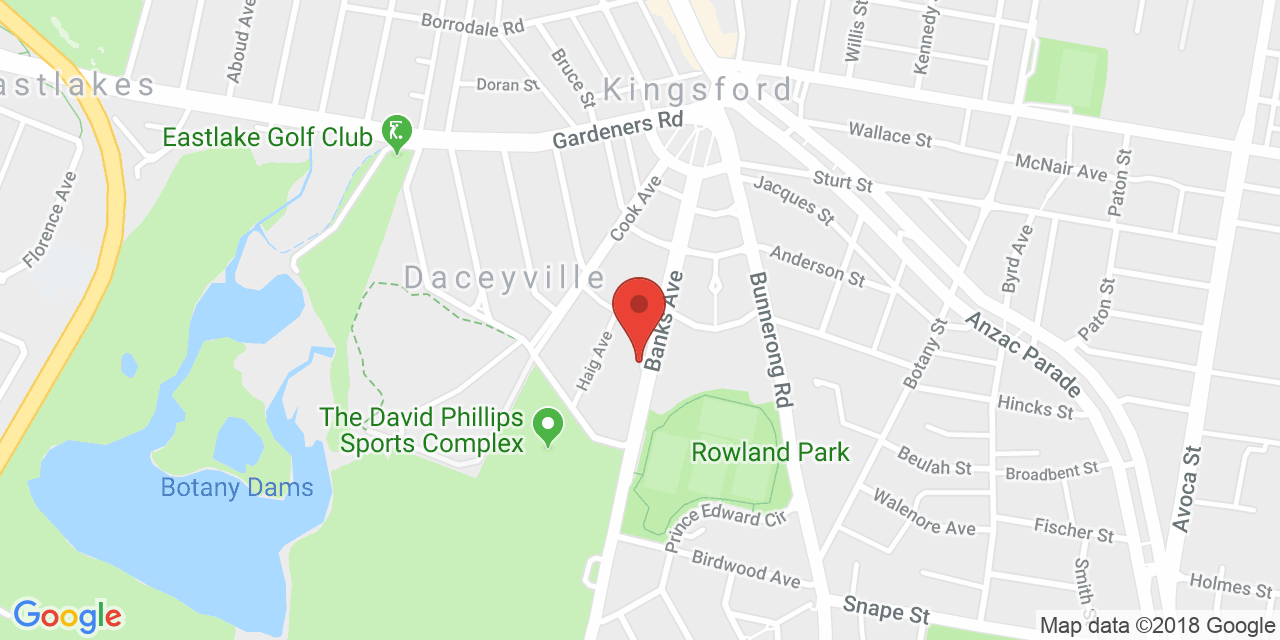 Borrodale Rd
Aboud Ave
Bruce St
Willis St
Kennedy S
astlakes
Doran St
Kingsford
Eastlake Golf Club
Gardeners Rd
Wallace St
McNair Ave
Paton St
Florence Ave
Cook Ave
Jacques St
Sturt St
Daceyville
Anderson St
Byrd Ave
Banks Ave
Bunnerong Rd
Haig Ave
Botany St
Anzac Parade
Paton St
The David Phillips
Sports Complex
Hincks St
Rowland Park
Beulah St
Broadbent St
Avoca St
Botany Dams
Walenore Ave
Prince Edward Cir
Fischer St
Birdwood Ave
Smith S
Holmes St
Snape St
Google
Map data ©2018 Google